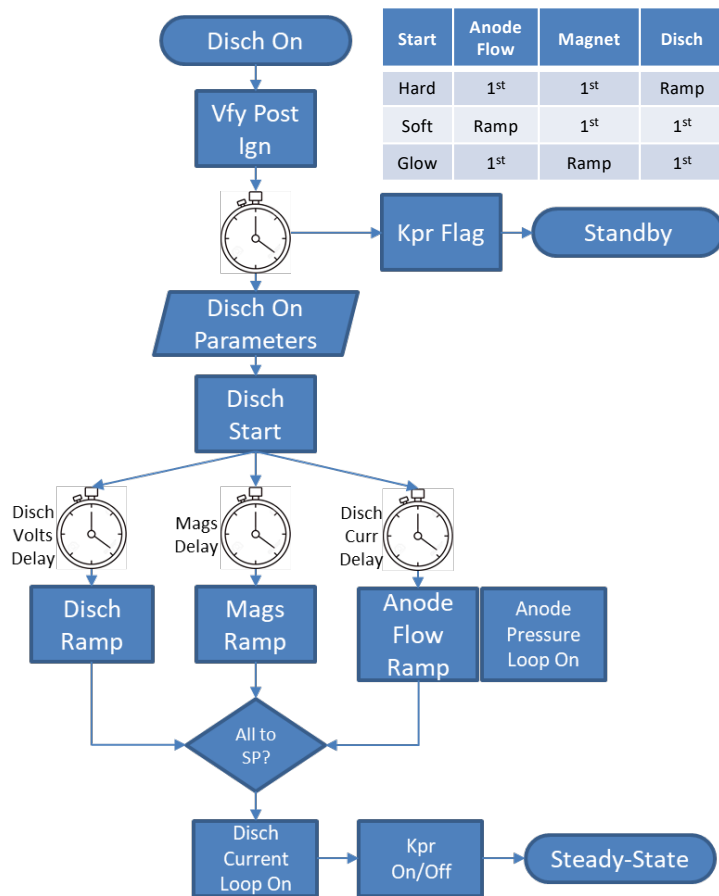 Disch On
Start Anode Flow Magnet Disch
Hard 1st 1st Ramp
Soft Ramp 1st 1st
Glow 1st Ramp 1st
Vfy Post
Ign
Kpr Flag
Standby
Disch On
Parameters
Disch
Start
Disch
Volts
Delay
Mags
Delay
Disch
Curr
Delay
Disch
Ramp
Mags
Ramp
Anode
Flow
Ramp
Anode
Pressure
Loop On
All to
SP?
Disch
Current
Loop On
Kpr
On/Off
Steady-State